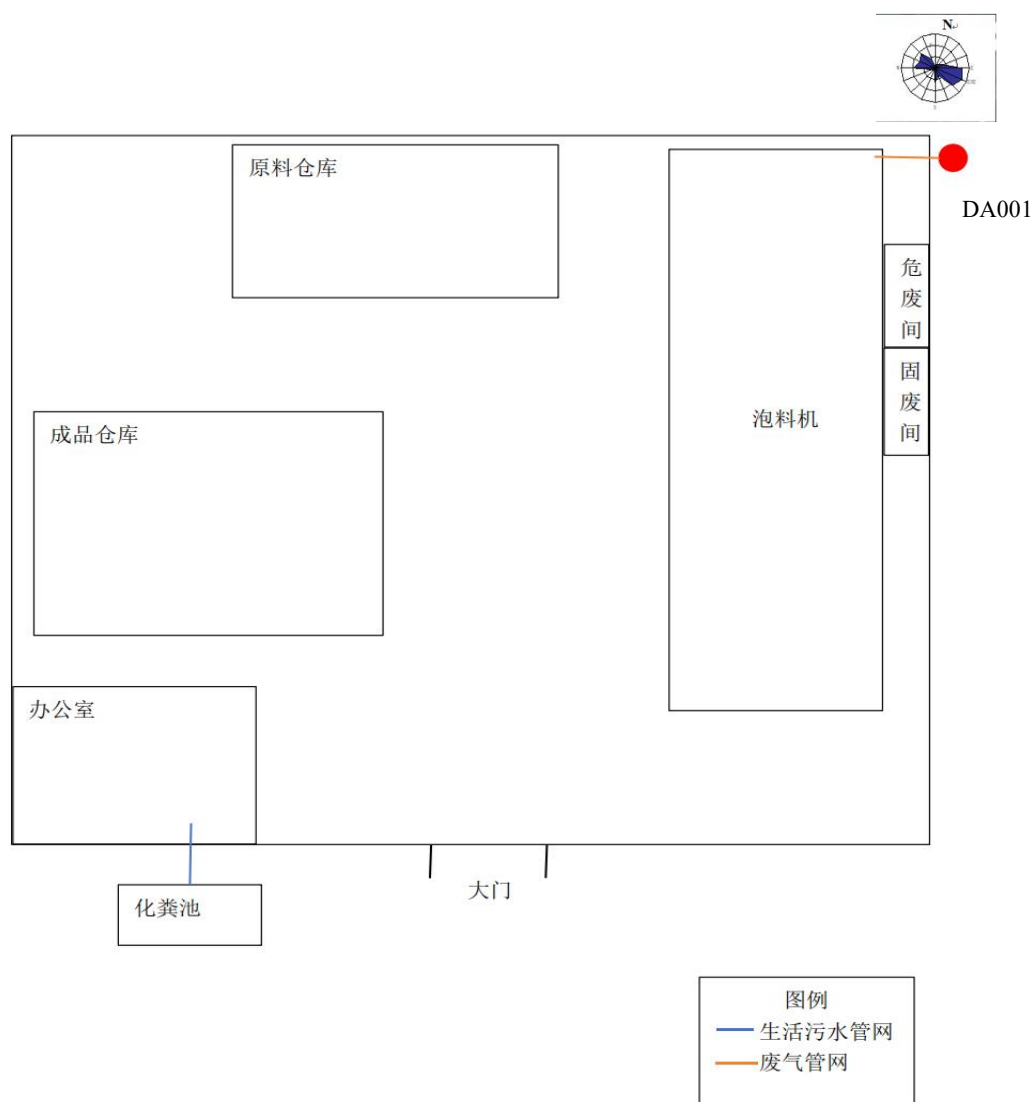 N
原料仓库
DA001
危废间
固废间
泡料机
成品仓库
办公室
化粪池
大门
图例
生活污水管网
废气管网